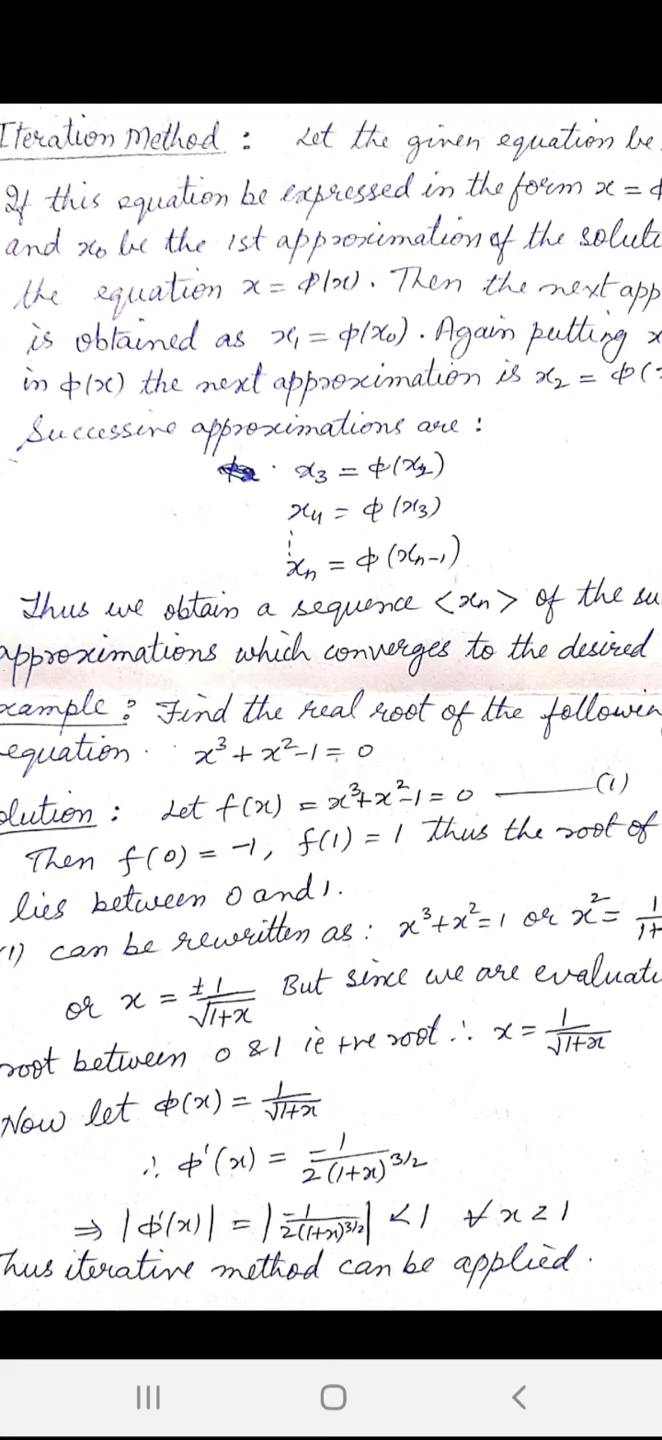 Iteration Method : Let the given equation be
If this equation be expressed in the form x = ϕ
and x₀ be the 1st approximation of the solut
the equation x = ϕ(x). Then the next app
is obtained as x₁ = ϕ(x₀). Again putting x
in ϕ(x) the next approximation is x₂ = ϕ(
Successive approximations are :
x₃ = ϕ(x₂)
x₄ = ϕ(x₃)
⋮
xₙ = ϕ(xₙ₋₁)
Thus we obtain a sequence <xₙ> of the su
approximations which converges to the desired
xample : Find the real root of the followin
equation. x³ + x² - 1 = 0
olution : Let f(x) = x³ + x² - 1 = 0 ——— (i)
Then f(0) = -1, f(1) = 1 thus the root of
lies between 0 and 1.
1) can be rewritten as : x³ + x² = 1 or x² = 1/1+
or x = ±1/√1+x But since we are evaluat
root between 0 & 1 ie +ve root ∴ x = 1/√1+x
Now let ϕ(x) = 1/√1+x
∴ ϕ'(x) = -1/2(1+x)^3/2
⇒ |ϕ'(x)| = |-1/2(1+x)^3/2| < 1 ∀ x ≥ 1
Thus iterative method can be applied.